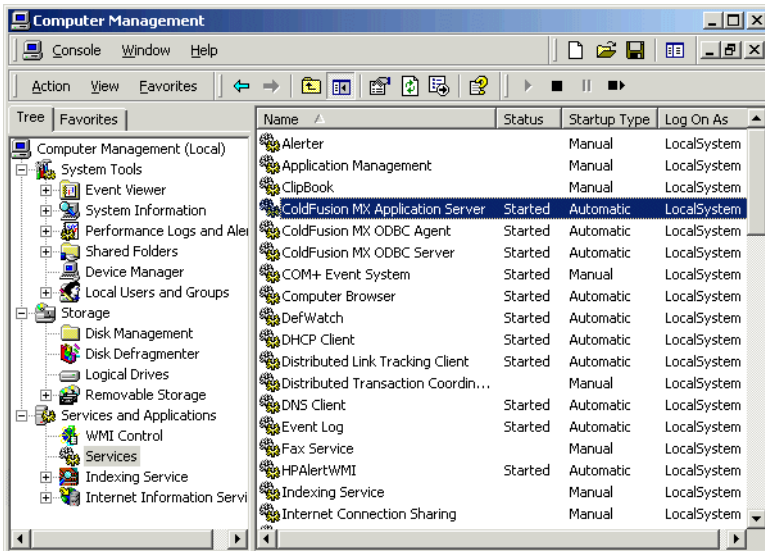 Computer Management
Console Window Help
Action View Favorites
Tree Favorites
Computer Management (Local)
System Tools
Event Viewer
System Information
Performance Logs and Aler
Shared Folders
Device Manager
Local Users and Groups
Storage
Disk Management
Disk Defragmenter
Logical Drives
Removable Storage
Services and Applications
WMI Control
Services
Indexing Service
Internet Information Servi
Name Status Startup Type Log On As
Alerter Manual LocalSystem
Application Management Manual LocalSystem
ClipBook Manual LocalSystem
ColdFusion MX Application Server Started Automatic LocalSystem
ColdFusion MX ODBC Agent Started Automatic LocalSystem
ColdFusion MX ODBC Server Started Automatic LocalSystem
COM+ Event System Started Manual LocalSystem
Computer Browser Started Automatic LocalSystem
DefWatch Started Automatic LocalSystem
DHCP Client Started Automatic LocalSystem
Distributed Link Tracking Client Started Automatic LocalSystem
Distributed Transaction Coordin... Manual LocalSystem
DNS Client Started Automatic LocalSystem
Event Log Started Automatic LocalSystem
Fax Service Manual LocalSystem
HPAlertWMI Started Automatic LocalSystem
Indexing Service Manual LocalSystem
Internet Connection Sharing Manual LocalSystem